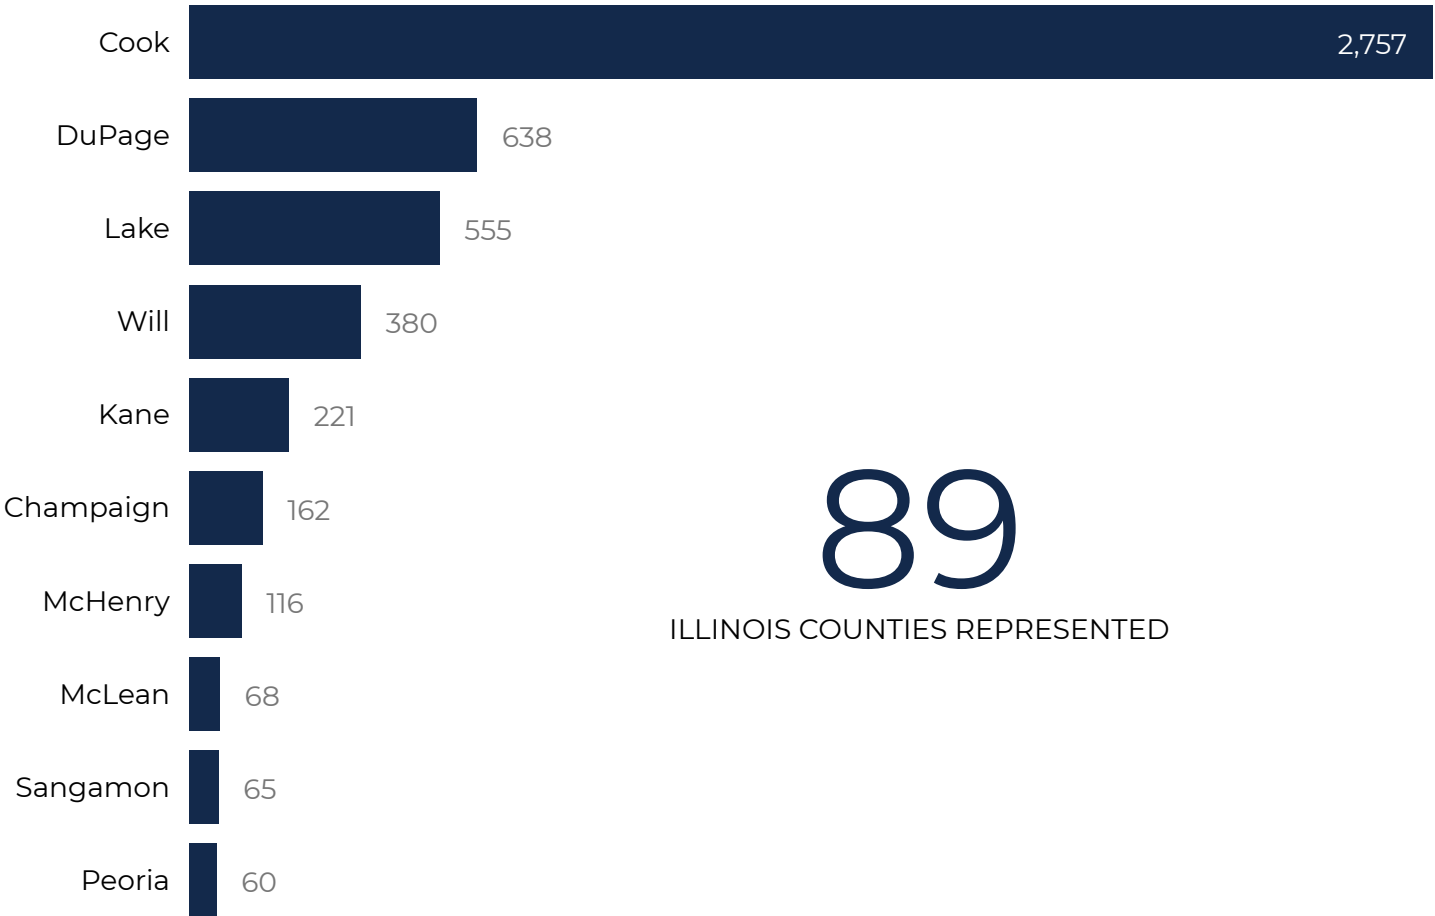 Cook 2,757
DuPage 638
Lake 555
Will 380
Kane 221
Champaign 162
McHenry 116
McLean 68
Sangamon 65
Peoria 60
89
ILLINOIS COUNTIES REPRESENTED